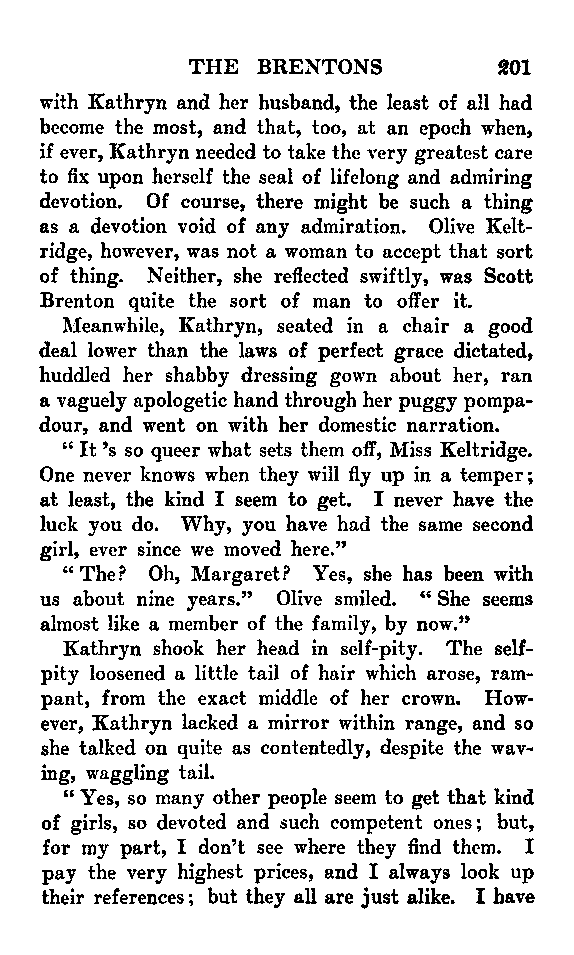 THE BRENTONS 201
with Kathryn and her husband, the least of all had
become the most, and that, too, at an epoch when,
if ever, Kathryn needed to take the very greatest care
to fix upon herself the seal of lifelong and admiring
devotion. Of course, there might be such a thing
as a devotion void of any admiration. Olive Kelt-
ridge, however, was not a woman to accept that sort
of thing. Neither, she reflected swiftly, was Scott
Brenton quite the sort of man to offer it.
Meanwhile, Kathryn, seated in a chair a good
deal lower than the laws of perfect grace dictated,
huddled her shabby dressing gown about her, ran
a vaguely apologetic hand through her puggy pompa-
dour, and went on with her domestic narration.
“ It 's so queer what sets them off, Miss Keltridge.
One never knows when they will fly up in a temper;
at least, the kind I seem to get. I never have the
luck you do. Why, you have had the same second
girl, ever since we moved here.”
“ The? Oh, Margaret? Yes, she has been with
us about nine years.” Olive smiled. “ She seems
almost like a member of the family, by now.”
Kathryn shook her head in self-pity. The self-
pity loosened a little tail of hair which arose, ram-
pant, from the exact middle of her crown. How-
ever, Kathryn lacked a mirror within range, and so
she talked on quite as contentedly, despite the wav-
ing, waggling tail.
“ Yes, so many other people seem to get that kind
of girls, so devoted and such competent ones; but,
for my part, I don't see where they find them. I
pay the very highest prices, and I always look up
their references; but they all are just alike. I have